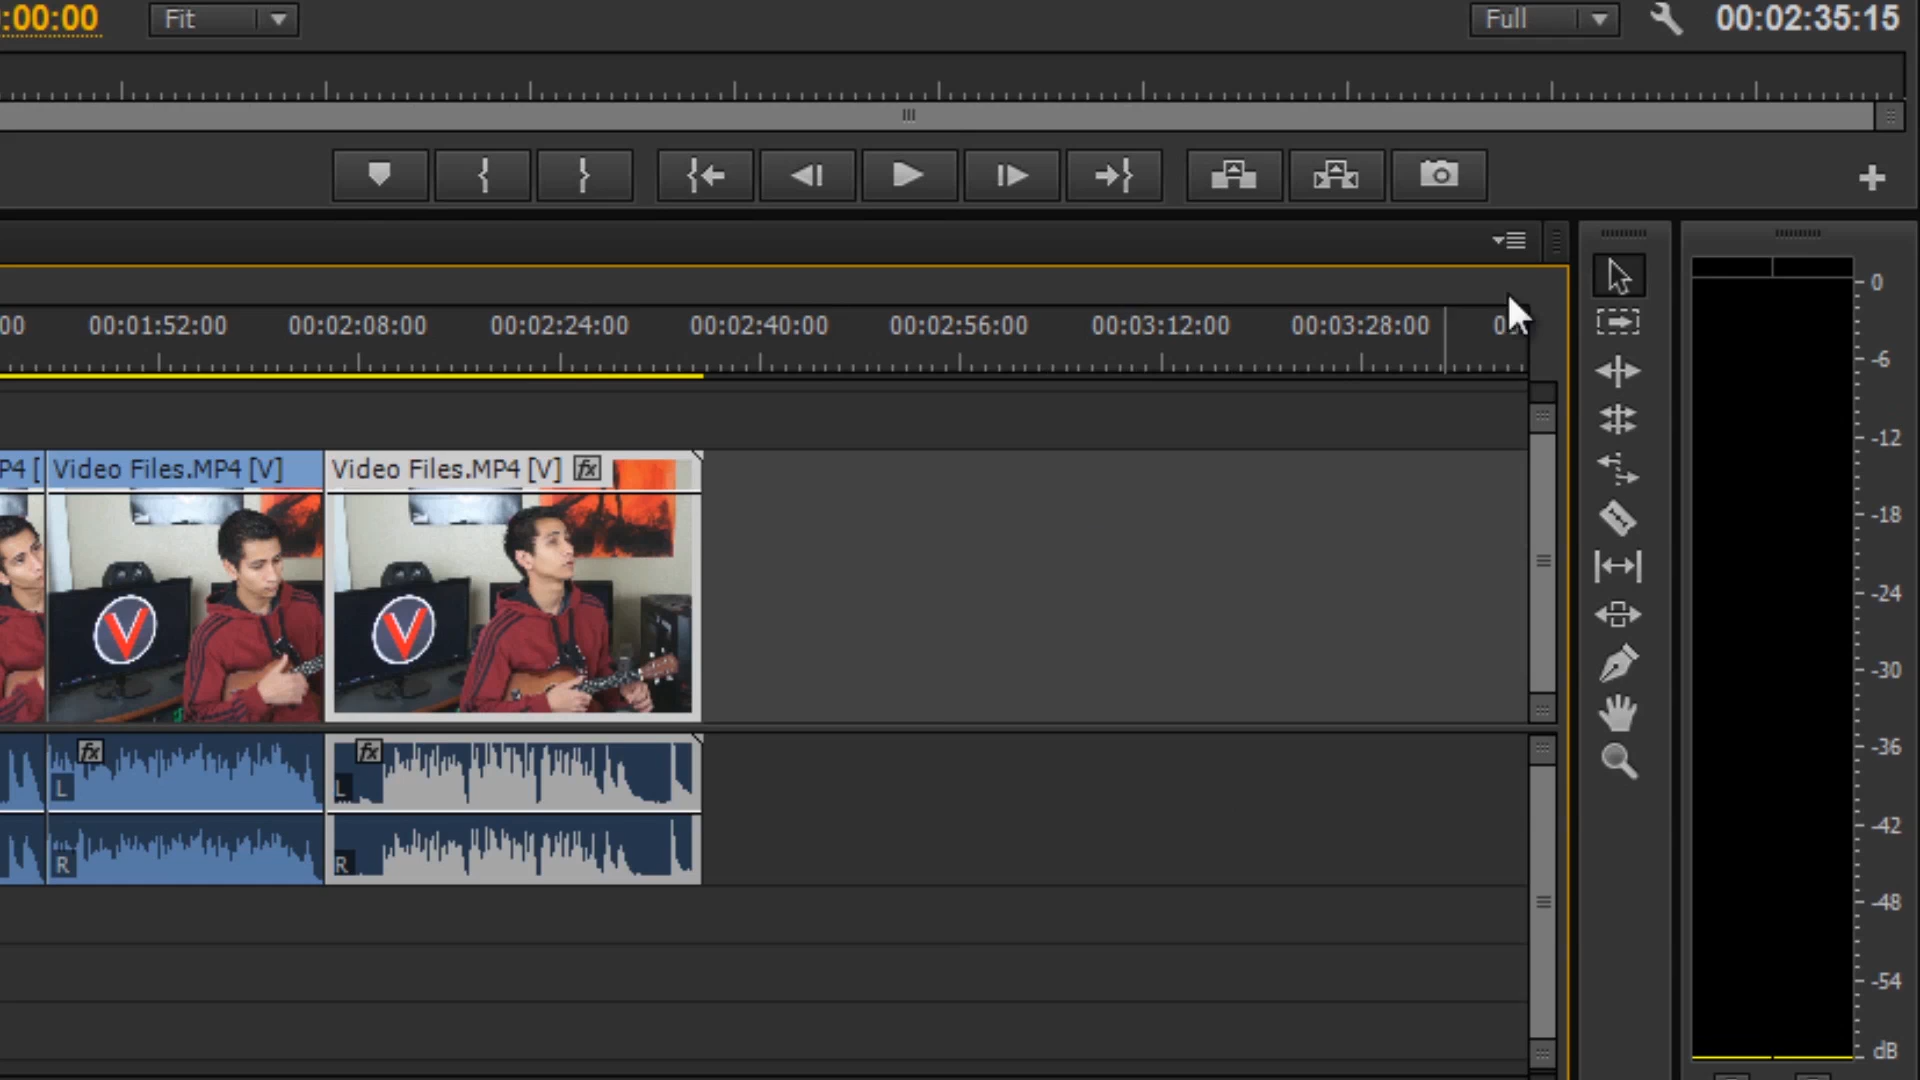 :00:00 Fit Full 00:02:35:15
00 00:01:52:00 00:02:08:00 00:02:24:00 00:02:40:00 00:02:56:00 00:03:12:00 00:03:28:00 0
P4 [ Video Files.MP4 [V] Video Files.MP4 [V] fx
V V
fx fx
L L
R R
0
-6
-12
-18
-24
-30
-36
-42
-48
-54
dB